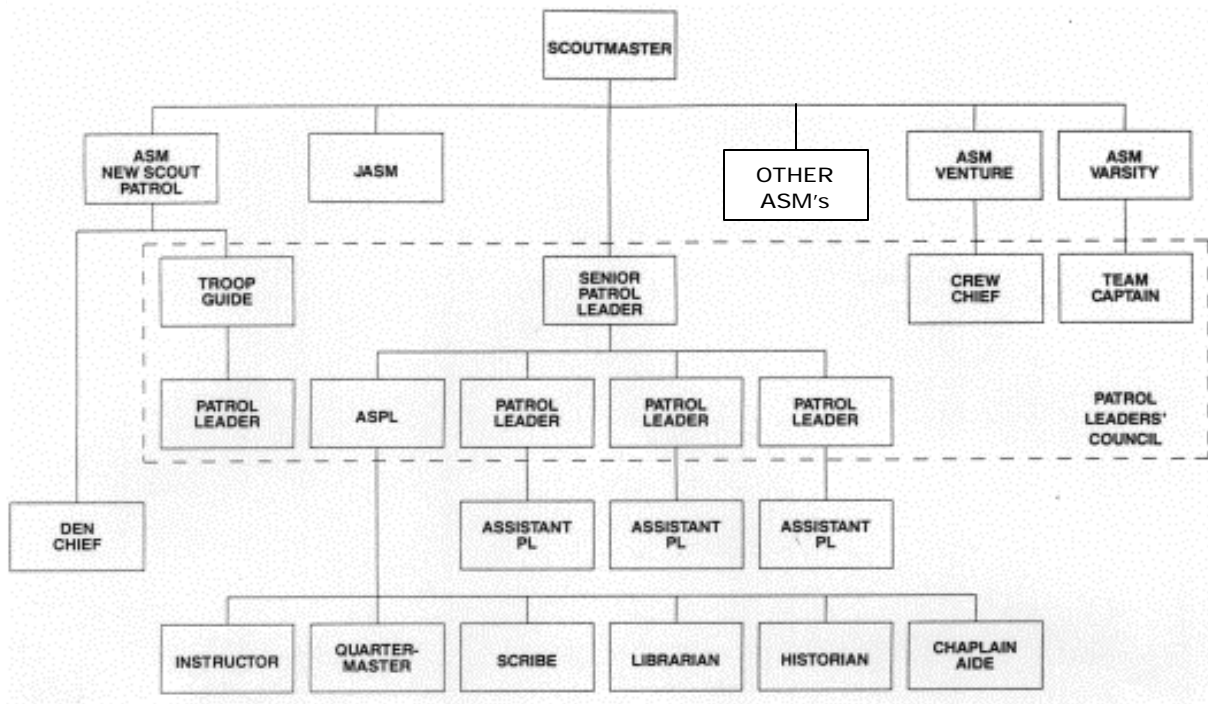 SCOUTMASTER
ASM
NEW SCOUT
PATROL
JASM
OTHER
ASM's
ASM
VENTURE
ASM
VARSITY
TROOP
GUIDE
SENIOR
PATROL
LEADER
CREW
CHIEF
TEAM
CAPTAIN
PATROL
LEADER
ASPL
PATROL
LEADER
PATROL
LEADER
PATROL
LEADER
PATROL
LEADERS'
COUNCIL
DEN
CHIEF
ASSISTANT
PL
ASSISTANT
PL
ASSISTANT
PL
INSTRUCTOR
QUARTER-
MASTER
SCRIBE
LIBRARIAN
HISTORIAN
CHAPLAIN
AIDE